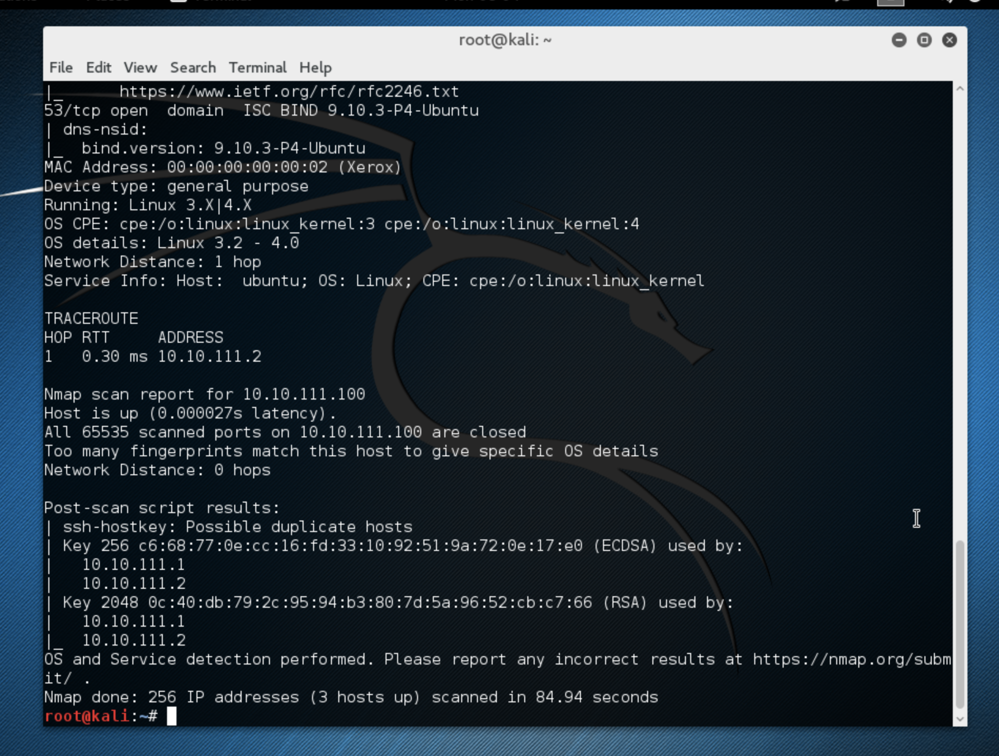 root@kali: ~
File Edit View Search Terminal Help
|_      https://www.ietf.org/rfc/rfc2246.txt
53/tcp open  domain  ISC BIND 9.10.3-P4-Ubuntu
| dns-nsid:
|_  bind.version: 9.10.3-P4-Ubuntu
MAC Address: 00:00:00:00:00:02 (Xerox)
Device type: general purpose
Running: Linux 3.X|4.X
OS CPE: cpe:/o:linux:linux_kernel:3 cpe:/o:linux:linux_kernel:4
OS details: Linux 3.2 - 4.0
Network Distance: 1 hop
Service Info: Host:  ubuntu; OS: Linux; CPE: cpe:/o:linux:linux_kernel
TRACEROUTE
HOP RTT     ADDRESS
1   0.30 ms 10.10.111.2
Nmap scan report for 10.10.111.100
Host is up (0.000027s latency).
All 65535 scanned ports on 10.10.111.100 are closed
Too many fingerprints match this host to give specific OS details
Network Distance: 0 hops
Post-scan script results:
| ssh-hostkey: Possible duplicate hosts
| Key 256 c6:68:77:0e:cc:16:fd:33:10:92:51:9a:72:0e:17:e0 (ECDSA) used by:
|   10.10.111.1
|   10.10.111.2
| Key 2048 0c:40:db:79:2c:95:94:b3:80:7d:5a:96:52:cb:c7:66 (RSA) used by:
|   10.10.111.1
|_  10.10.111.2
OS and Service detection performed. Please report any incorrect results at https://nmap.org/subm
it/ .
Nmap done: 256 IP addresses (3 hosts up) scanned in 84.94 seconds
root@kali:~#